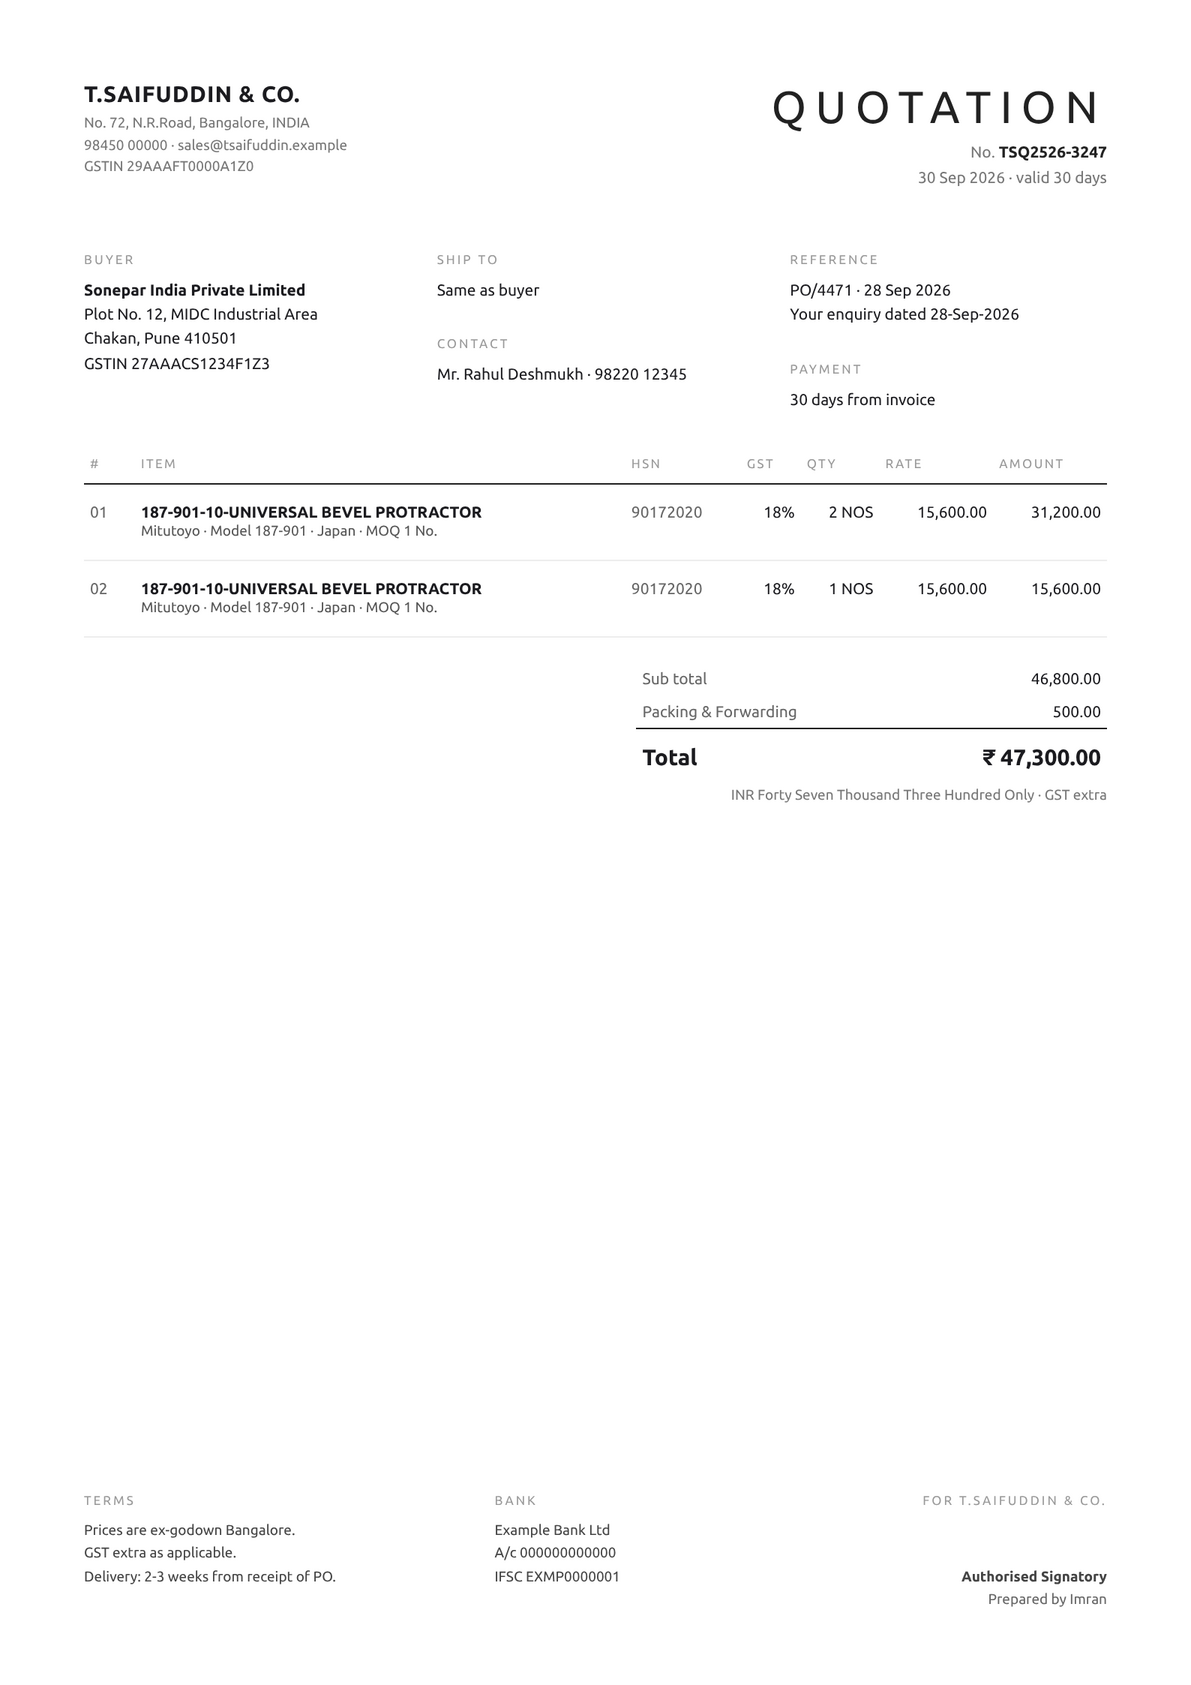 T.SAIFUDDIN & CO.
No. 72, N.R.Road, Bangalore, INDIA
98450 00000 · sales@tsaifuddin.example
GSTIN 29AAAFT0000A1Z0
QUOTATION
No. TSQ2526-3247
30 Sep 2026 · valid 30 days
BUYER
Sonepar India Private Limited
Plot No. 12, MIDC Industrial Area
Chakan, Pune 410501
GSTIN 27AAACS1234F1Z3
SHIP TO
Same as buyer
CONTACT
Mr. Rahul Deshmukh · 98220 12345
REFERENCE
PO/4471 · 28 Sep 2026
Your enquiry dated 28-Sep-2026
PAYMENT
30 days from invoice
# ITEM HSN GST QTY RATE AMOUNT
01 187-901-10-UNIVERSAL BEVEL PROTRACTOR 90172020 18% 2 NOS 15,600.00 31,200.00
Mitutoyo · Model 187-901 · Japan · MOQ 1 No.
02 187-901-10-UNIVERSAL BEVEL PROTRACTOR 90172020 18% 1 NOS 15,600.00 15,600.00
Mitutoyo · Model 187-901 · Japan · MOQ 1 No.
Sub total 46,800.00
Packing & Forwarding 500.00
Total ₹ 47,300.00
INR Forty Seven Thousand Three Hundred Only · GST extra
TERMS
Prices are ex-godown Bangalore.
GST extra as applicable.
Delivery: 2-3 weeks from receipt of PO.
BANK
Example Bank Ltd
A/c 000000000000
IFSC EXMP0000001
FOR T.SAIFUDDIN & CO.
Authorised Signatory
Prepared by Imran